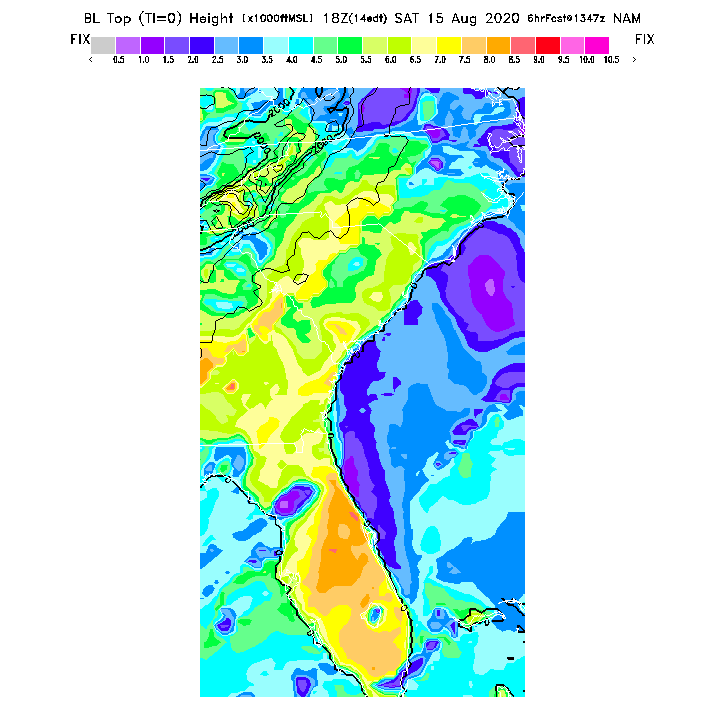 BL Top (TI=0) Height [x1000ftMSL] 18Z(14edt) SAT 15 Aug 2020 6hrFcst@1347z NAM
FIX FIX
< 0.5 1.0 1.5 2.0 2.5 3.0 3.5 4.0 4.5 5.0 5.5 6.0 6.5 7.0 7.5 8.0 8.5 9.0 9.5 10.0 10.5 >
2000